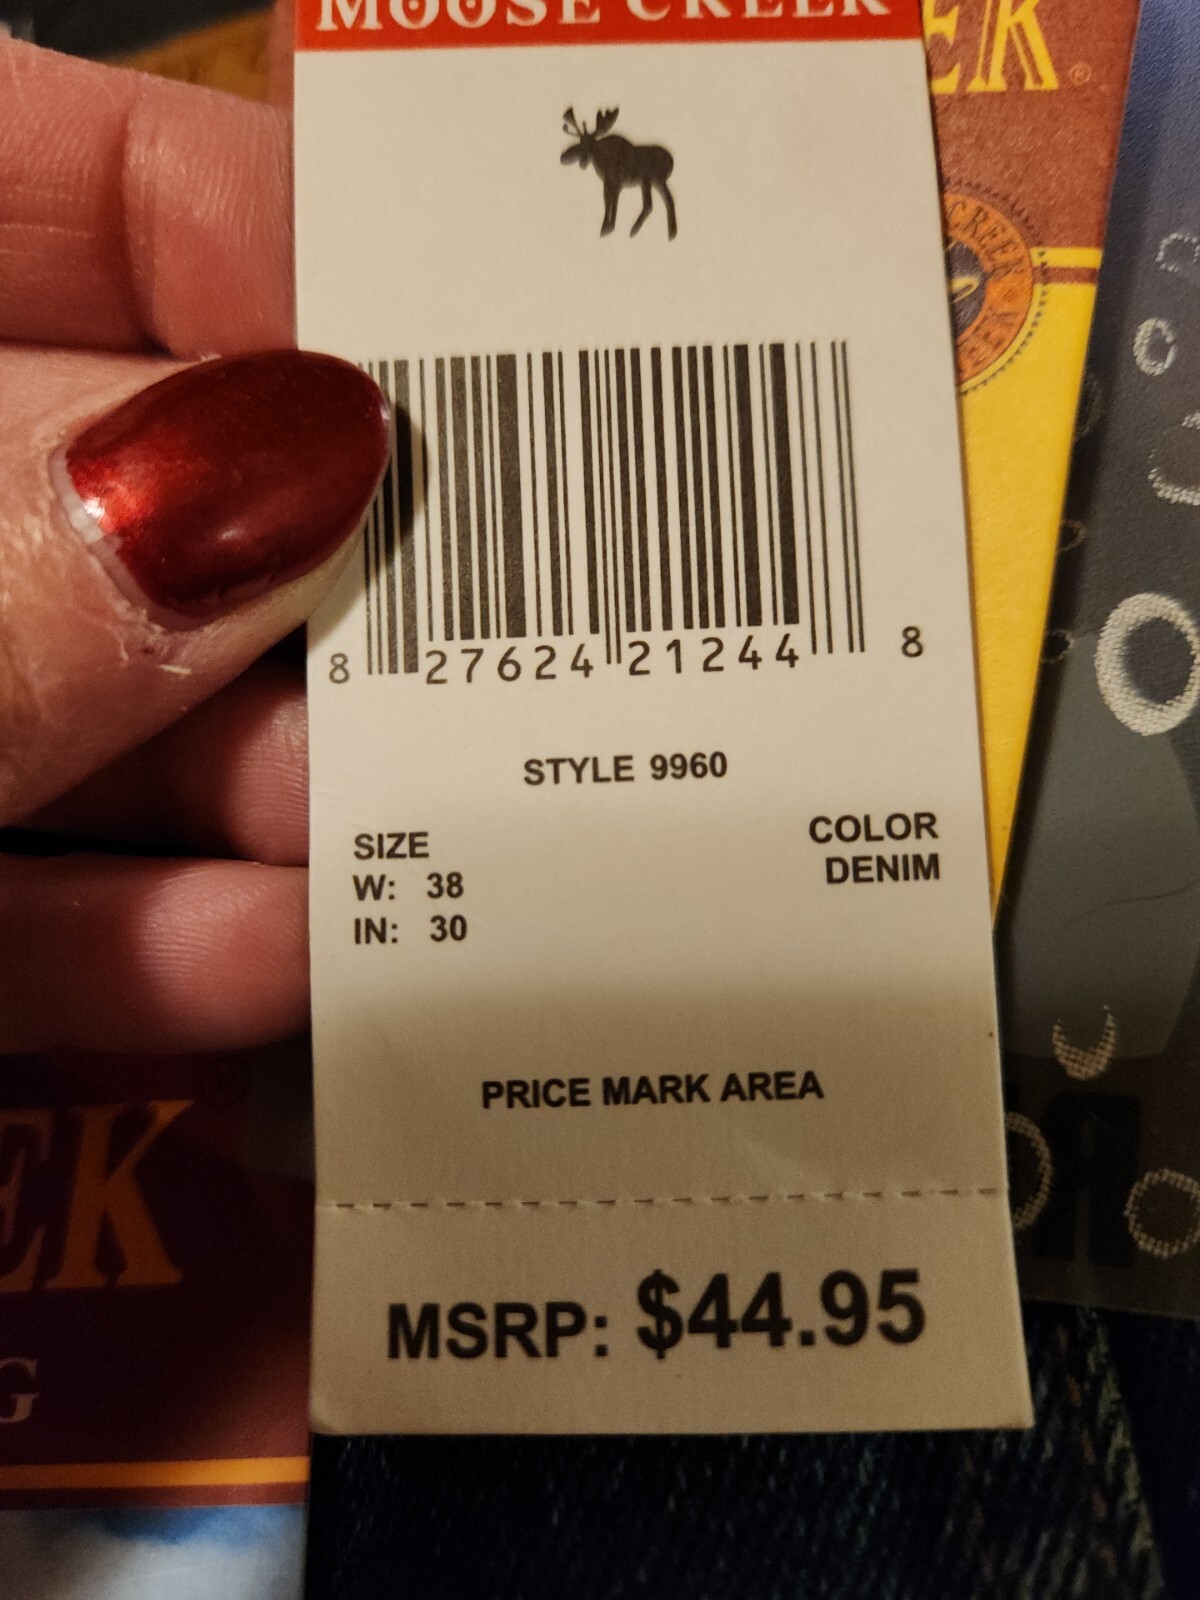 MOOSE CREEK
EK®
CREEK
8 27624 21244 8
STYLE 9960
SIZE
W: 38
IN: 30
COLOR
DENIM
PRICE MARK AREA
EK
G
MSRP: $44.95